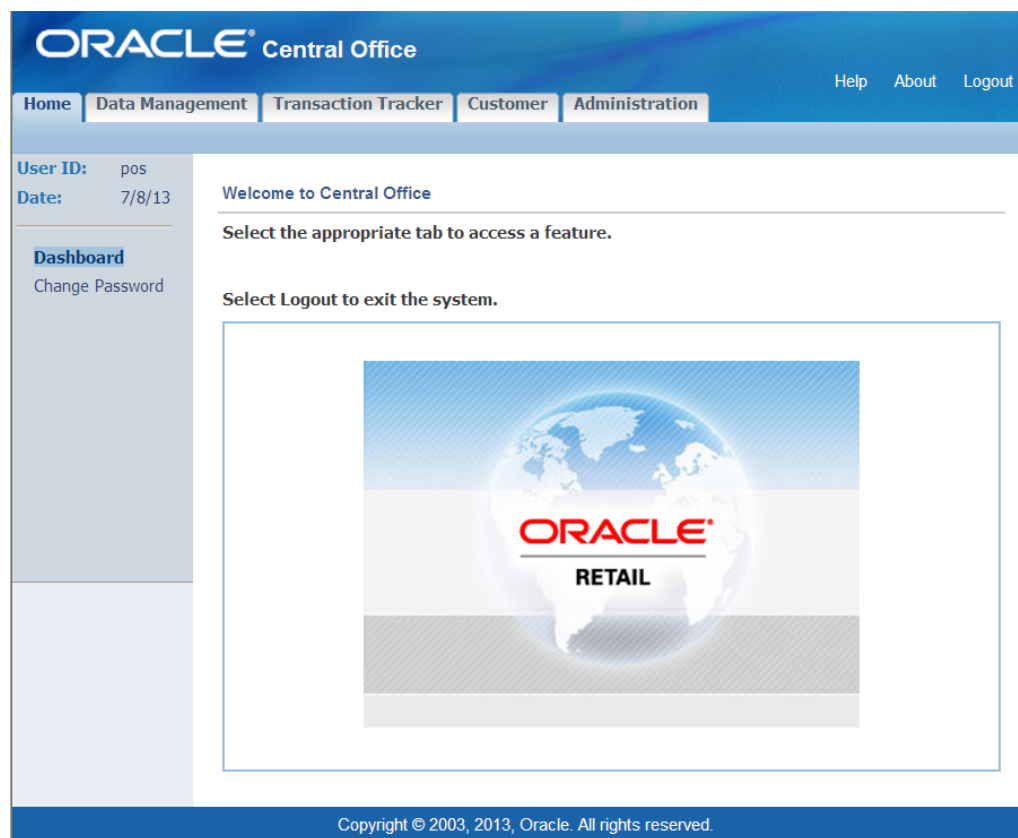 ORACLE® Central Office
Help About Logout
Home Data Management Transaction Tracker Customer Administration
User ID: pos
Date: 7/8/13
Dashboard
Change Password
Welcome to Central Office
Select the appropriate tab to access a feature.
Select Logout to exit the system.
ORACLE®
RETAIL
Copyright © 2003, 2013, Oracle. All rights reserved.